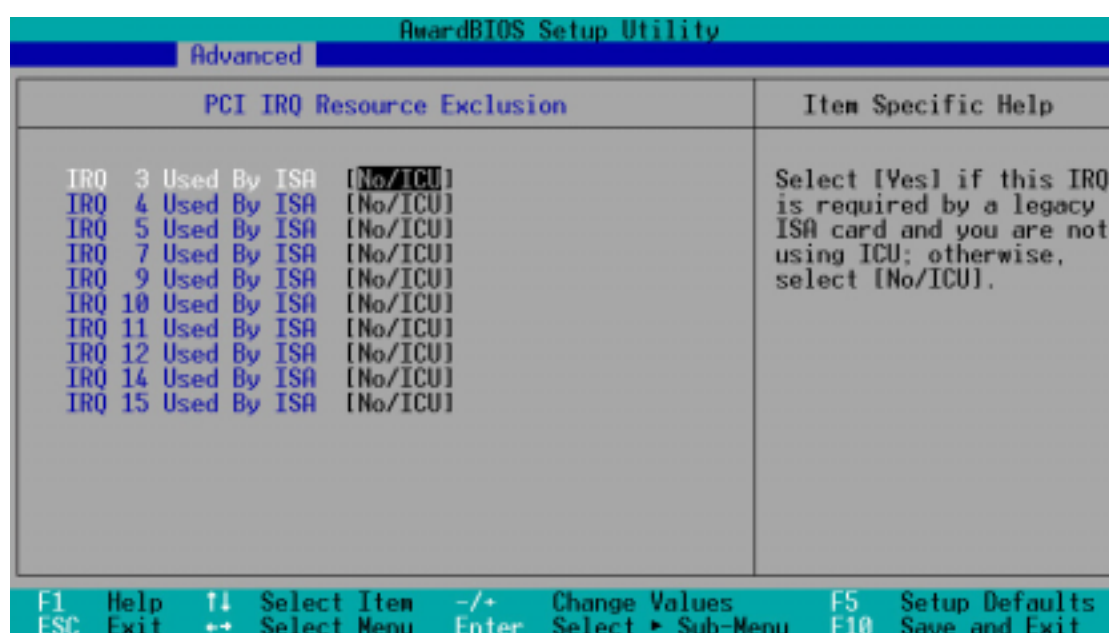 AwardBIOS Setup Utility
Advanced
PCI IRQ Resource Exclusion
Item Specific Help
IRQ 3 Used By ISA [No/ICU]
IRQ 4 Used By ISA [No/ICU]
IRQ 5 Used By ISA [No/ICU]
IRQ 7 Used By ISA [No/ICU]
IRQ 9 Used By ISA [No/ICU]
IRQ 10 Used By ISA [No/ICU]
IRQ 11 Used By ISA [No/ICU]
IRQ 12 Used By ISA [No/ICU]
IRQ 14 Used By ISA [No/ICU]
IRQ 15 Used By ISA [No/ICU]
Select [Yes] if this IRQ
is required by a legacy
ISA card and you are not
using ICU; otherwise,
select [No/ICU].
F1 Help ↑↓ Select Item -/+ Change Values F5 Setup Defaults
ESC Exit ←→ Select Menu Enter Select ► Sub-Menu F10 Save and Exit